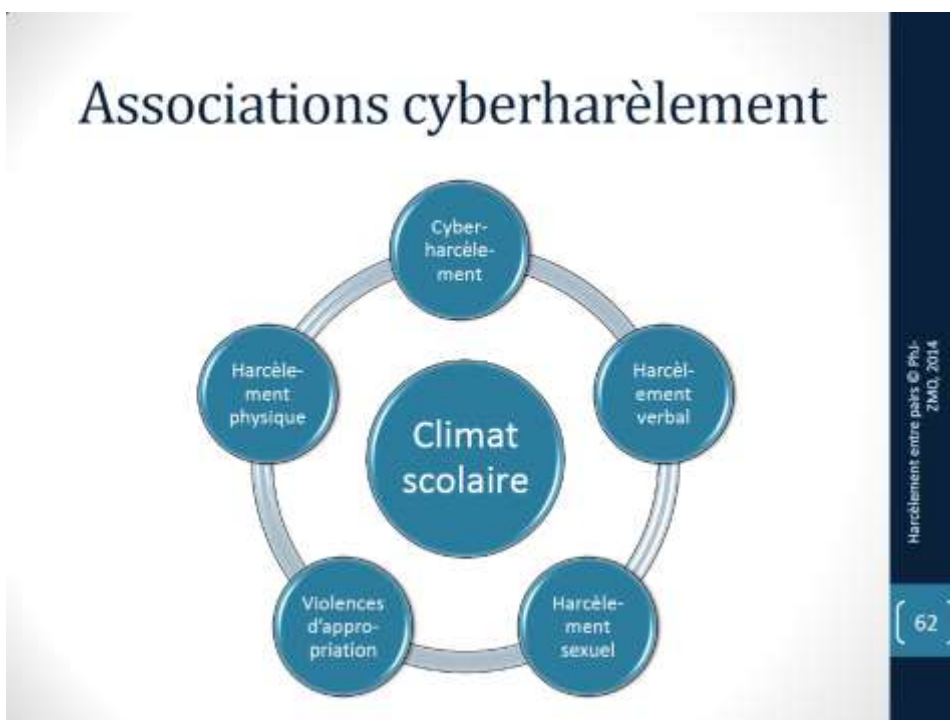 Associations cyberharèlement
Cyber-
harcèle-
ment
Harcèle-
ment
physique
Harcèl-
ement
verbal
Climat
scolaire
Violences
d'appro-
priation
Harcèle-
ment
sexuel
Harcèlement entre pairs © PhJ-
ZMO, 2014
62